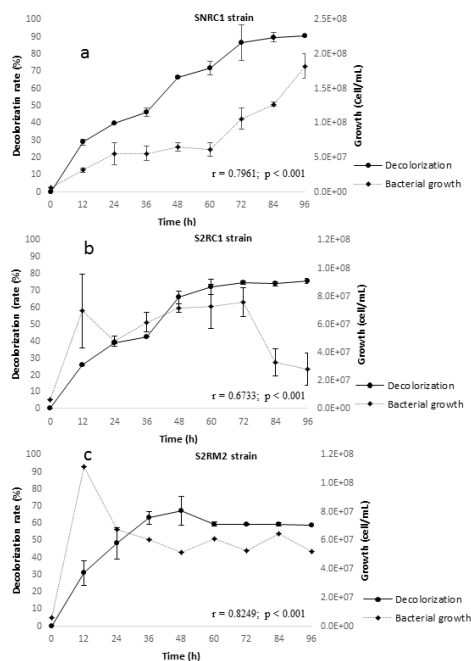 SNRC1 strain
a
Decolorizatin rate (%)
100
90
80
70
60
50
40
30
20
10
0
2.5E+08
2.0E+08
1.5E+08
1.0E+08
5.0E+07
0.0E+00
Growth (Cell/mL)
r = 0.7961; p < 0.001
0 12 24 36 48 60 72 84 96
Time (h)
Decolorization
Bacterial growth
S2RC1 strain
b
Decolorization rate (%)
100
90
80
70
60
50
40
30
20
10
0
1.2E+08
1.0E+08
8.0E+07
6.0E+07
4.0E+07
2.0E+07
0.0E+00
Growth (cell/mL)
r = 0.6733; p < 0.001
0 12 24 36 48 60 72 84 96
Time (h)
Decolorization
Bacterial growth
S2RM2 strain
c
Decolorization rate (%)
100
90
80
70
60
50
40
30
20
10
0
1.2E+08
1.0E+08
8.0E+07
6.0E+07
4.0E+07
2.0E+07
0.0E+00
Growth (cell/mL)
r = 0.8249; p < 0.001
0 12 24 36 48 60 72 84 96
Time (h)
Decolorization
Bacterial growth